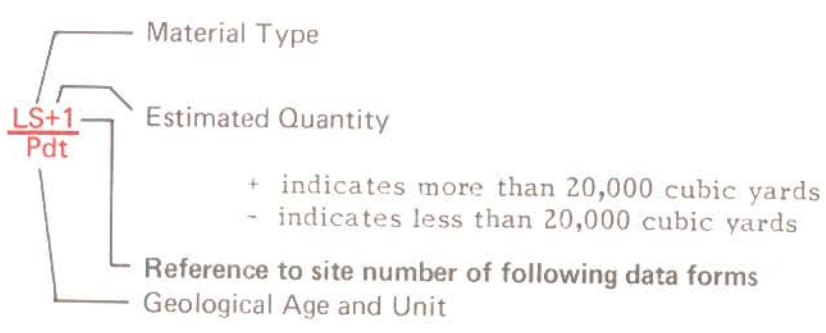 Material Type
LS+1
Pdt
Estimated Quantity
+ indicates more than 20,000 cubic yards
- indicates less than 20,000 cubic yards
Reference to site number of following data forms
Geological Age and Unit